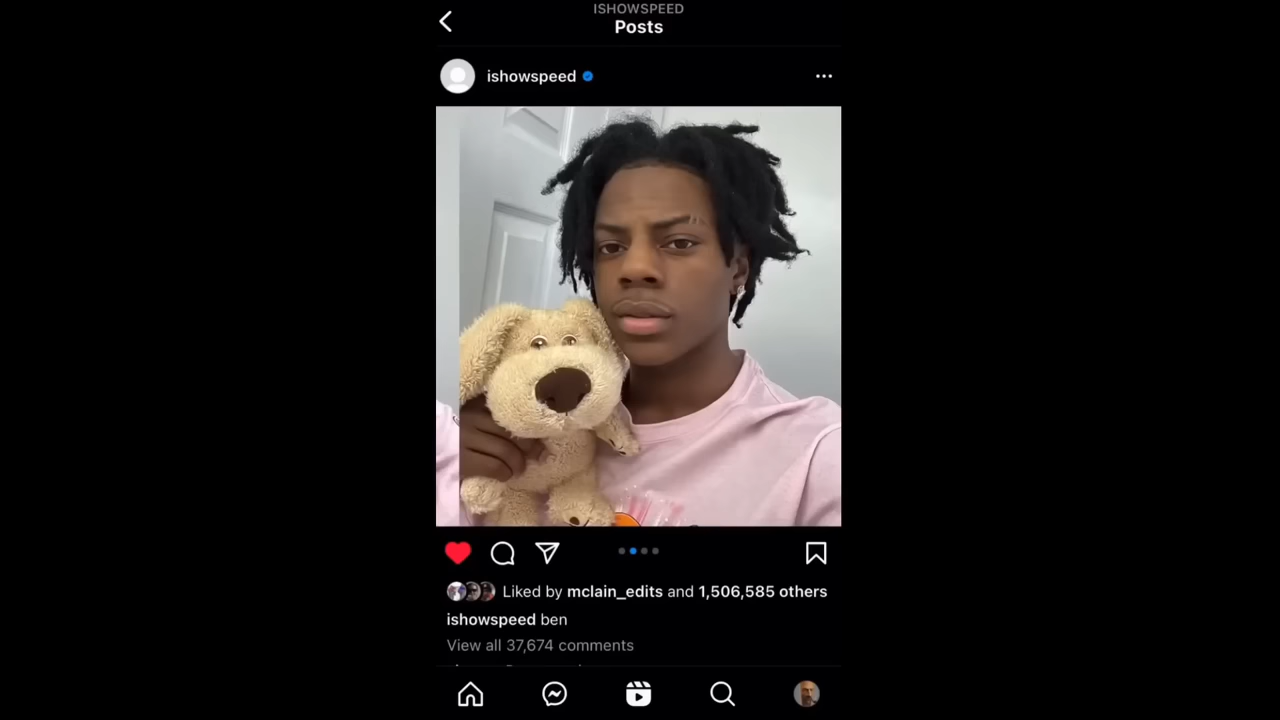 ISHOWSPEED
Posts
ishowspeed
Liked by mclain_edits and 1,506,585 others
ishowspeed ben
View all 37,674 comments